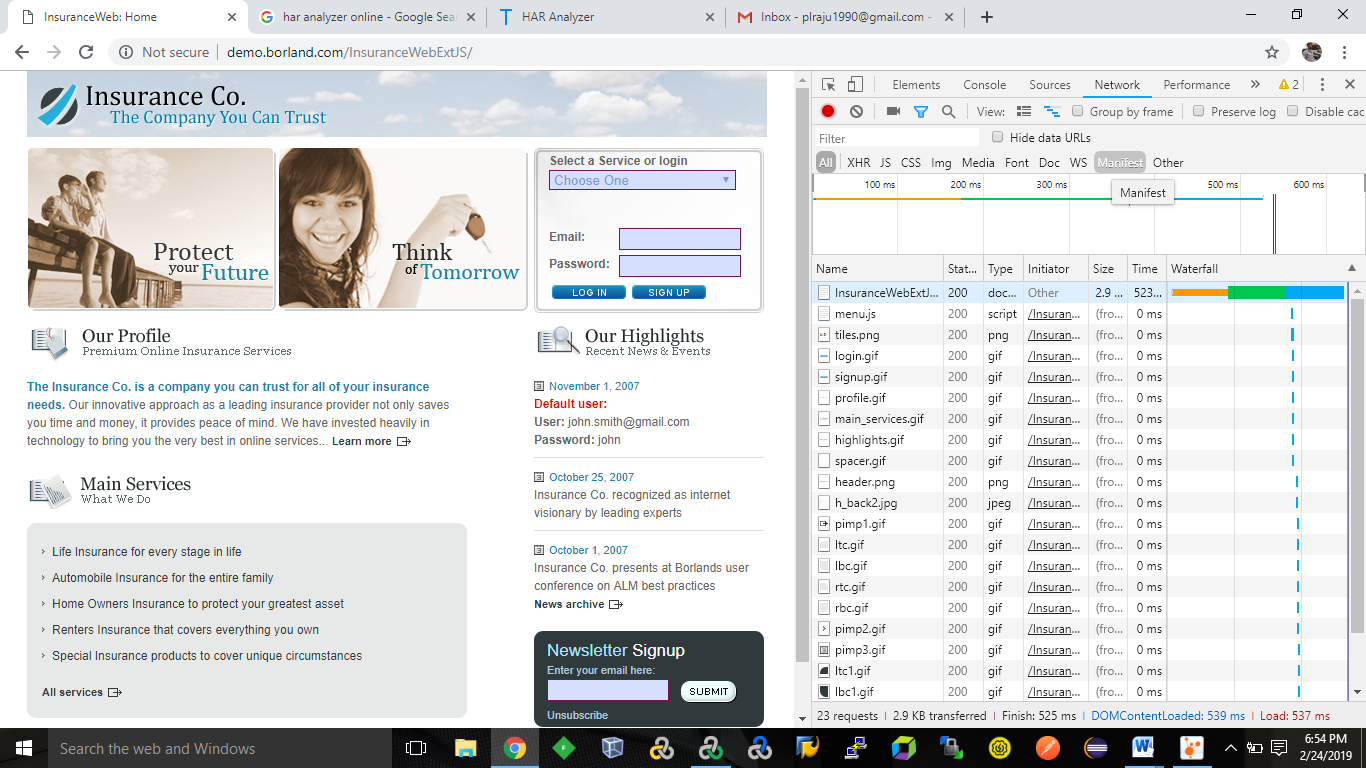 InsuranceWeb: Home
har analyzer online - Google Sea
HAR Analyzer
Inbox - plraju1990@gmail.com -
Not secure | demo.borland.com/InsuranceWebExtJS/
Insurance Co.
The Company You Can Trust
Protect
your Future
Think
of Tomorrow
Select a Service or login
Choose One
Email:
Password:
LOG IN
SIGN UP
Our Profile
Premium Online Insurance Services
The Insurance Co. is a company you can trust for all of your insurance
needs. Our innovative approach as a leading insurance provider not only saves
you time and money, it provides peace of mind. We have invested heavily in
technology to bring you the very best in online services... Learn more
Main Services
What We Do
Life Insurance for every stage in life
Automobile Insurance for the entire family
Home Owners Insurance to protect your greatest asset
Renters Insurance that covers everything you own
Special Insurance products to cover unique circumstances
All services
Our Highlights
Recent News & Events
November 1, 2007
Default user:
User: john.smith@gmail.com
Password: john
October 25, 2007
Insurance Co. recognized as internet
visionary by leading experts
October 1, 2007
Insurance Co. presents at Borlands user
conference on ALM best practices
News archive
Newsletter Signup
Enter your email here:
SUBMIT
Unsubscribe
Elements Console Sources Network Performance » 2
View: Group by frame Preserve log Disable cac
Filter Hide data URLs
All XHR JS CSS Img Media Font Doc WS Manifest Other
100 ms 200 ms 300 ms 500 ms 600 ms
Manifest
Name Stat... Type Initiator Size Time Waterfall
InsuranceWebExtJ... 200 doc... Other 2.9 ... 523...
menu.js 200 script /Insuran... (fro... 0 ms
tiles.png 200 png /Insuran... (fro... 0 ms
login.gif 200 gif /Insuran... (fro... 0 ms
signup.gif 200 gif /Insuran... (fro... 0 ms
profile.gif 200 gif /Insuran... (fro... 0 ms
main_services.gif 200 gif /Insuran... (fro... 0 ms
highlights.gif 200 gif /Insuran... (fro... 0 ms
spacer.gif 200 gif /Insuran... (fro... 0 ms
header.png 200 png /Insuran... (fro... 0 ms
h_back2.jpg 200 jpeg /Insuran... (fro... 0 ms
pimp1.gif 200 gif /Insuran... (fro... 0 ms
ltc.gif 200 gif /Insuran... (fro... 0 ms
lbc.gif 200 gif /Insuran... (fro... 0 ms
rtc.gif 200 gif /Insuran... (fro... 0 ms
rbc.gif 200 gif /Insuran... (fro... 0 ms
pimp2.gif 200 gif /Insuran... (fro... 0 ms
pimp3.gif 200 gif /Insuran... (fro... 0 ms
ltc1.gif 200 gif /Insuran... (fro... 0 ms
lbc1.gif 200 gif /Insuran... (fro... 0 ms
23 requests | 2.9 KB transferred | Finish: 525 ms | DOMContentLoaded: 539 ms | Load: 537 ms
Search the web and Windows
6:54 PM
2/24/2019